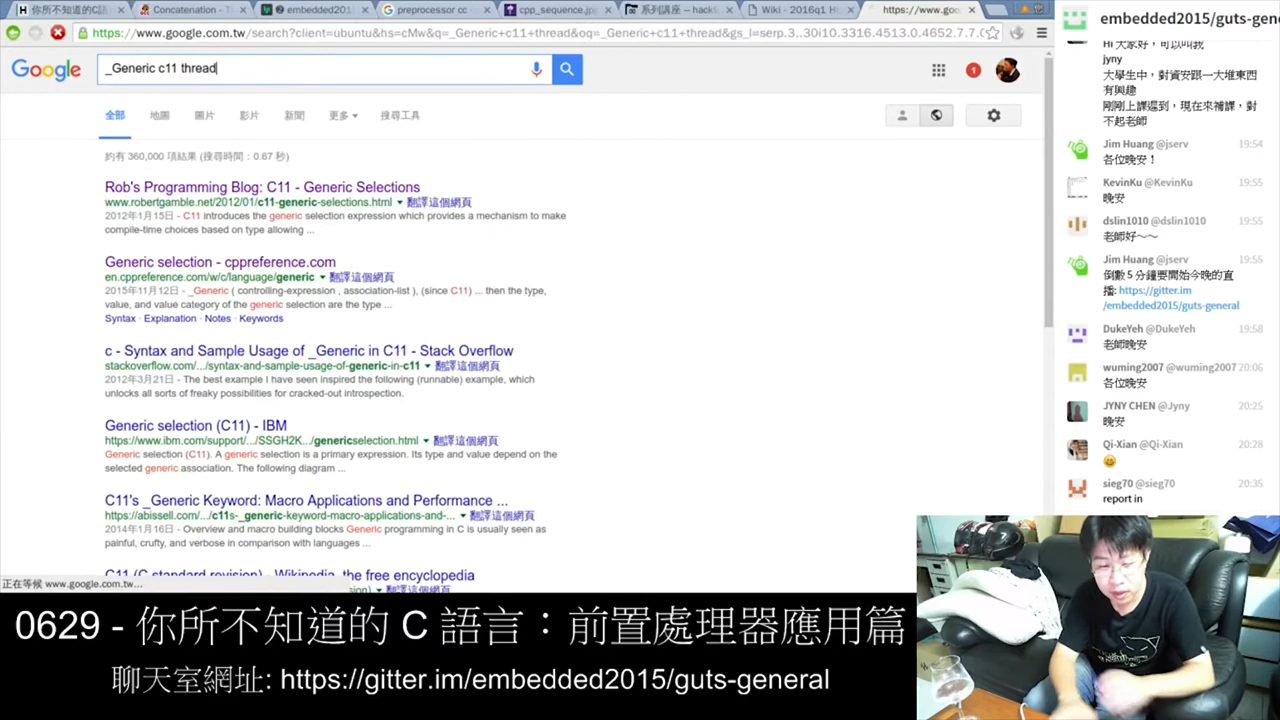 你所不知道的C語
Concatenation - T
embedded2015/
preprocessor cc -
cpp_sequence.jp
系列講座 – hack
Wiki - 2016q1 H
https://www.goo
https://www.google.com.tw/search?client=ubuntu&hs=cMw&q=_Generic+c11+thread&oq=_Generic+c11+thread&gs_l=serp.3..30i10.3316.4513.0.4652.7.7.0
Google
_Generic c11 thread
1
全部 地圖 圖片 影片 新聞 更多 搜尋工具
約有 360,000 項結果 (搜尋時間：0.67 秒)
Rob's Programming Blog: C11 - Generic Selections
www.robertgamble.net/2012/01/c11-generic-selections.html 翻譯這個網頁
2012年1月15日 - C11 introduces the generic selection expression which provides a mechanism to make
compile-time choices based on type allowing ...
Generic selection - cppreference.com
en.cppreference.com/w/c/language/generic 翻譯這個網頁
2015年11月12日 - _Generic ( controlling-expression , association-list ), (since C11) ... then the type,
value, and value category of the generic selection are the type ...
Syntax · Explanation · Notes · Keywords
c - Syntax and Sample Usage of _Generic in C11 - Stack Overflow
stackoverflow.com/.../syntax-and-sample-usage-of-generic-in-c11 翻譯這個網頁
2012年3月21日 - The best example I have seen inspired the following (runnable) example, which
unlocks all sorts of freaky possibilities for cracked-out introspection.
Generic selection (C11) - IBM
https://www.ibm.com/support/.../SSGH2K.../genericselection.html 翻譯這個網頁
Generic selection (C11). A generic selection is a primary expression. Its type and value depend on the
selected generic association. The following diagram ...
C11's _Generic Keyword: Macro Applications and Performance ...
https://abissell.com/.../c11s-_generic-keyword-macro-applications-and-... 翻譯這個網頁
2014年1月16日 - Overview and macro building blocks Generic programming in C is usually seen as
painful, crufty, and verbose in comparison with languages ...
C11 (C standard revision) - Wikipedia, the free encyclopedia
正在等候 www.google.com.tw...
embedded2015/guts-gen
Hi 大家好，可以叫我
jyny
大學生中，對資安跟一大堆東西
有興趣
剛剛上課遲到，現在來補課，對
不起老師
Jim Huang @jserv 19:54
各位晚安！
KevinKu @KevinKu 19:55
晚安
dslin1010 @dslin1010 19:55
老師好～～
Jim Huang @jserv 19:55
倒數 5 分鐘要開始今晚的直
播: https://gitter.im
/embedded2015/guts-general
DukeYeh @DukeYeh 19:58
老師晚安
wuming2007 @wuming2007 20:06
各位晚安
JYNY CHEN @Jyny 20:25
晚安
Qi-Xian @Qi-Xian 20:28
sieg70 @sieg70 20:35
report in
0629 - 你所不知道的 C 語言：前置處理器應用篇
聊天室網址: https://gitter.im/embedded2015/guts-general